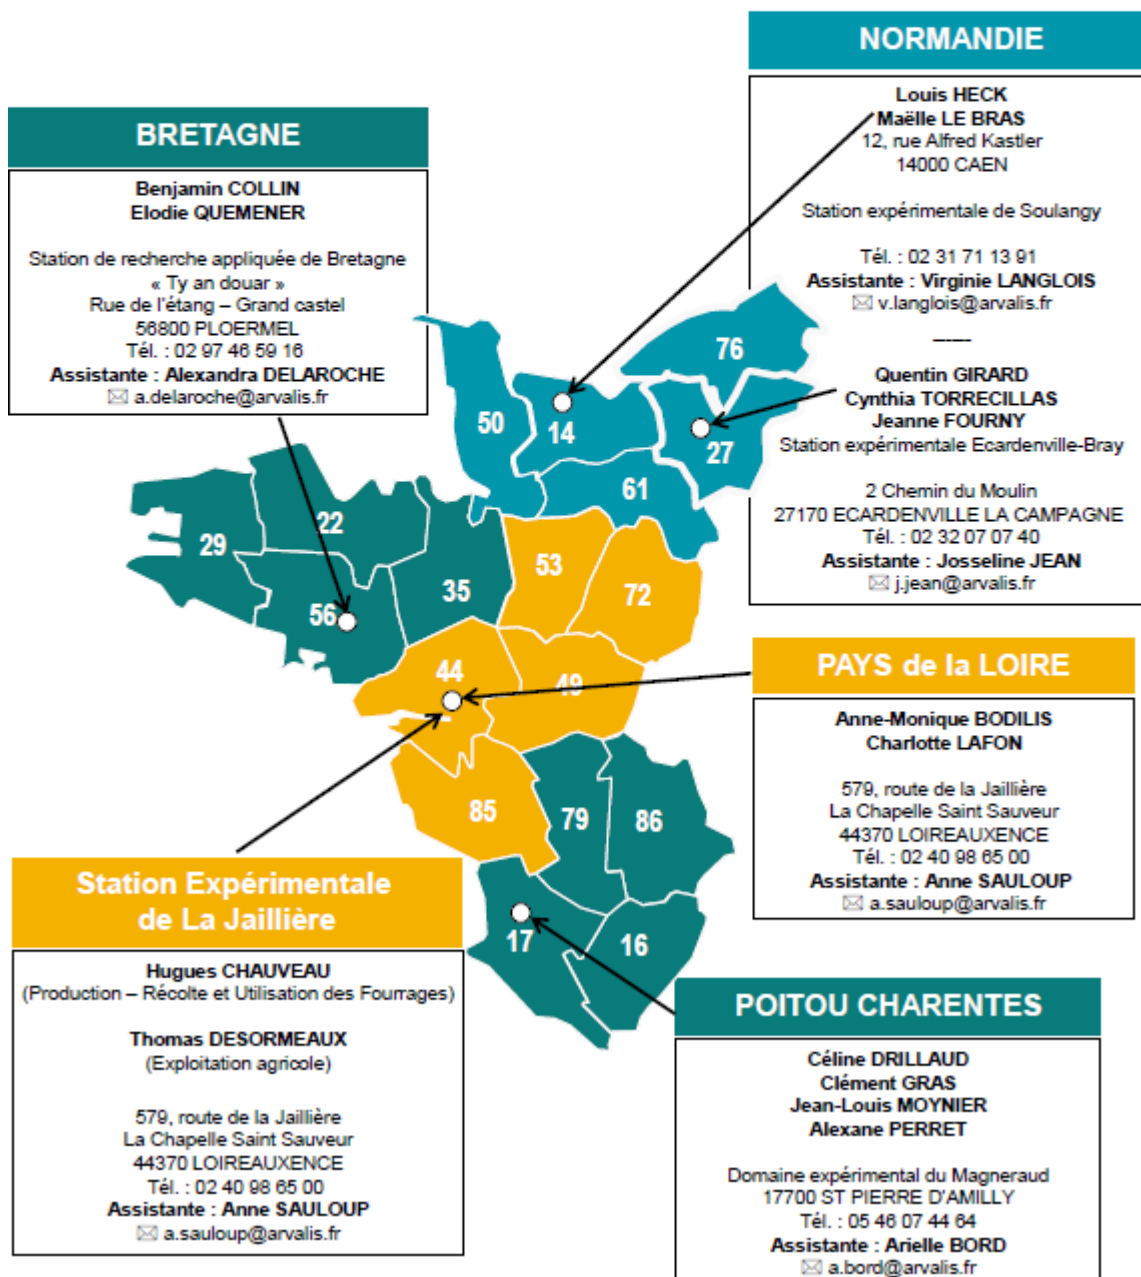 NORMANDIE
Louis HECK
Maëlle LE BRAS
12, rue Alfred Kastler
14000 CAEN
Station expérimentale de Soulangy
Tél. : 02 31 71 13 91
Assistante : Virginie LANGLOIS
✉ v.langlois@arvalis.fr
------
Quentin GIRARD
Cynthia TORRECILLAS
Jeanne FOURNY
Station expérimentale Ecardenville-Bray
2 Chemin du Moulin
27170 ECARDENVILLE LA CAMPAGNE
Tél. : 02 32 07 07 40
Assistante : Josseline JEAN
✉ j.jean@arvalis.fr
BRETAGNE
Benjamin COLLIN
Elodie QUEMENER
Station de recherche appliquée de Bretagne
« Ty an douar »
Rue de l'étang – Grand castel
56800 PLOERMEL
Tél. : 02 97 46 59 16
Assistante : Alexandra DELAROCHE
✉ a.delaroche@arvalis.fr
76
50
14
27
61
22
29
35
56
53
72
44
49
85
79
86
17
16
PAYS de la LOIRE
Anne-Monique BODILIS
Charlotte LAFON
579, route de la Jaillière
La Chapelle Saint Sauveur
44370 LOIREAUXENCE
Tél. : 02 40 98 65 00
Assistante : Anne SAULOUP
✉ a.sauloup@arvalis.fr
Station Expérimentale
de La Jaillière
Hugues CHAUVEAU
(Production – Récolte et Utilisation des Fourrages)
Thomas DESORMEAUX
(Exploitation agricole)
579, route de la Jaillière
La Chapelle Saint Sauveur
44370 LOIREAUXENCE
Tél. : 02 40 98 65 00
Assistante : Anne SAULOUP
✉ a.sauloup@arvalis.fr
POITOU CHARENTES
Céline DRILLAUD
Clément GRAS
Jean-Louis MOYNIER
Alexane PERRET
Domaine expérimental du Magneraud
17700 ST PIERRE D'AMILLY
Tél. : 05 46 07 44 64
Assistante : Arielle BORD
✉ a.bord@arvalis.fr